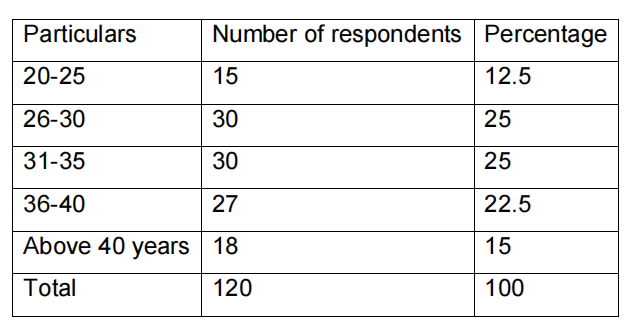 Particulars Number of respondents Percentage
20-25 15 12.5
26-30 30 25
31-35 30 25
36-40 27 22.5
Above 40 years 18 15
Total 120 100